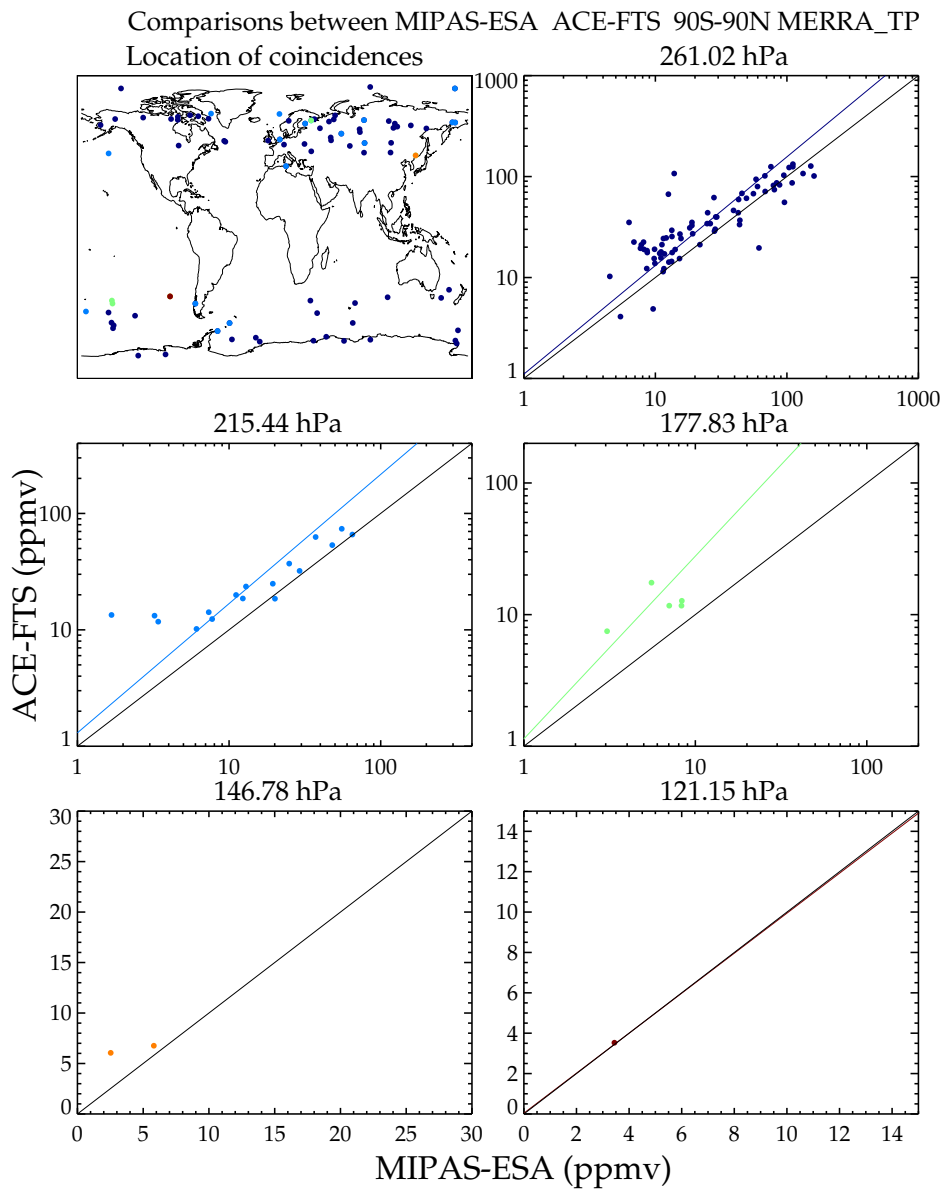 Comparisons between MIPAS-ESA ACE-FTS 90S-90N MERRA_TP
Location of coincidences
261.02 hPa
1000
100
10
1
1 10 100 1000
215.44 hPa
177.83 hPa
ACE-FTS (ppmv)
100
10
1
1 10 100
100
10
1
1 10 100
146.78 hPa
121.15 hPa
30
25
20
15
10
5
0
0 5 10 15 20 25 30
14
12
10
8
6
4
2
0
0 2 4 6 8 10 12 14
MIPAS-ESA (ppmv)